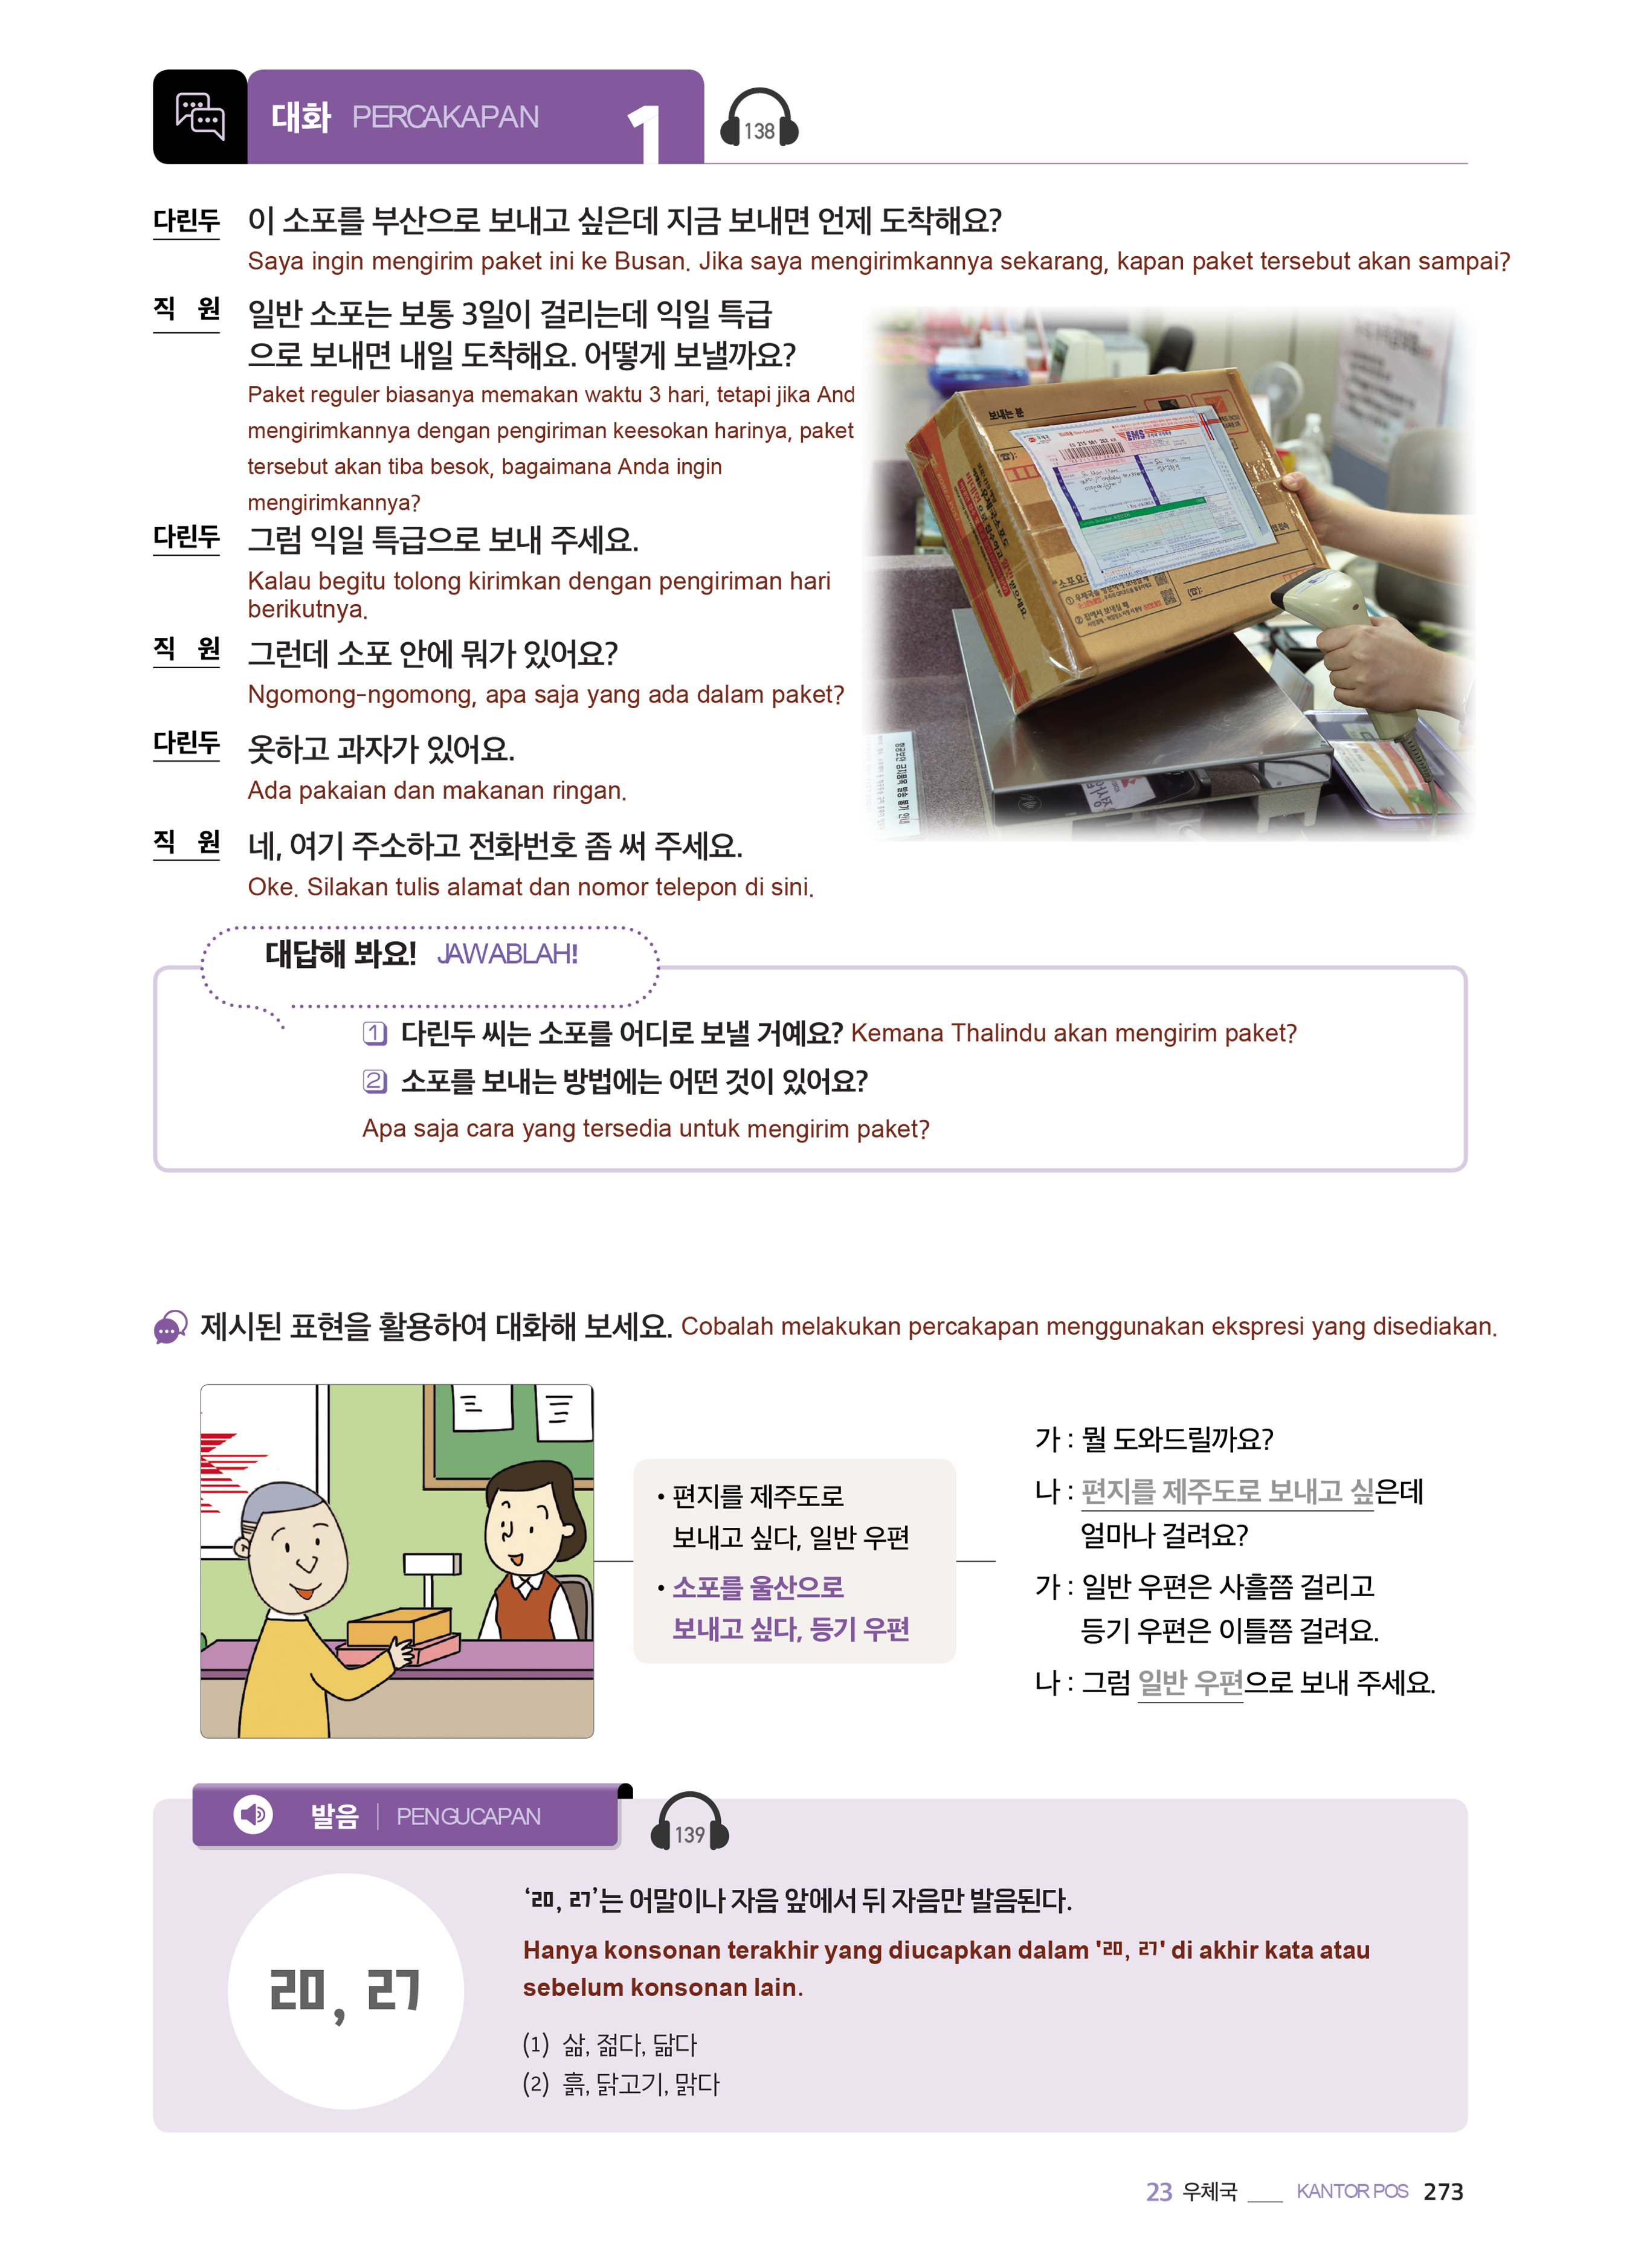 대화 PERCAKAPAN 1
138
다린두 이 소포를 부산으로 보내고 싶은데 지금 보내면 언제 도착해요?
Saya ingin mengirim paket ini ke Busan. Jika saya mengirimkannya sekarang, kapan paket tersebut akan sampai?
직 원 일반 소포는 보통 3일이 걸리는데 익일 특급
으로 보내면 내일 도착해요. 어떻게 보낼까요?
Paket reguler biasanya memakan waktu 3 hari, tetapi jika And
mengirimkannya dengan pengiriman keesokan harinya, paket
tersebut akan tiba besok, bagaimana Anda ingin
mengirimkannya?
다린두 그럼 익일 특급으로 보내 주세요.
Kalau begitu tolong kirimkan dengan pengiriman hari
berikutnya.
직 원 그런데 소포 안에 뭐가 있어요?
Ngomong-ngomong, apa saja yang ada dalam paket?
다린두 옷하고 과자가 있어요.
Ada pakaian dan makanan ringan.
직 원 네, 여기 주소하고 전화번호 좀 써 주세요.
Oke. Silakan tulis alamat dan nomor telepon di sini.
보내는 분
EMS
대답해 봐요! JAWABLAH!
1 다린두 씨는 소포를 어디로 보낼 거예요? Kemana Thalindu akan mengirim paket?
2 소포를 보내는 방법에는 어떤 것이 있어요?
Apa saja cara yang tersedia untuk mengirim paket?
제시된 표현을 활용하여 대화해 보세요. Cobalah melakukan percakapan menggunakan ekspresi yang disediakan.
• 편지를 제주도로
보내고 싶다, 일반 우편
• 소포를 울산으로
보내고 싶다, 등기 우편
가 : 뭘 도와드릴까요?
나 : 편지를 제주도로 보내고 싶은데
얼마나 걸려요?
가 : 일반 우편은 사흘쯤 걸리고
등기 우편은 이틀쯤 걸려요.
나 : 그럼 일반 우편으로 보내 주세요.
발음 | PENGUCAPAN
139
ㄻ, ㄺ
‘ㄻ, ㄺ’는 어말이나 자음 앞에서 뒤 자음만 발음된다.
Hanya konsonan terakhir yang diucapkan dalam 'ㄻ, ㄺ' di akhir kata atau
sebelum konsonan lain.
(1) 삶, 젊다, 닮다
(2) 흙, 닭고기, 맑다
23 우체국 ___ KANTOR POS 273